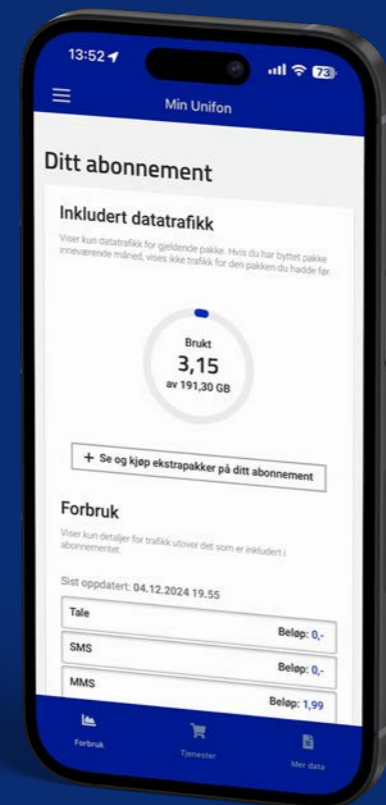 13:52
73
Min Unifon
Ditt abonnement
Inkludert datatrafikk
Viser kun datatrafikk for gjeldende pakke. Hvis du har byttet pakke
inneværende måned, vises ikke trafikk for den pakken du hadde før.
Brukt
3,15
av 191,30 GB
+ Se og kjøp ekstrapakker på ditt abonnement
Forbruk
Viser kun detaljer for trafikk utover det som er inkludert i
abonnementet.
Sist oppdatert: 04.12.2024 19.55
Tale
Beløp: 0,-
SMS
Beløp: 0,-
MMS
Beløp: 1,99
Forbruk
Tjenester
Mer data